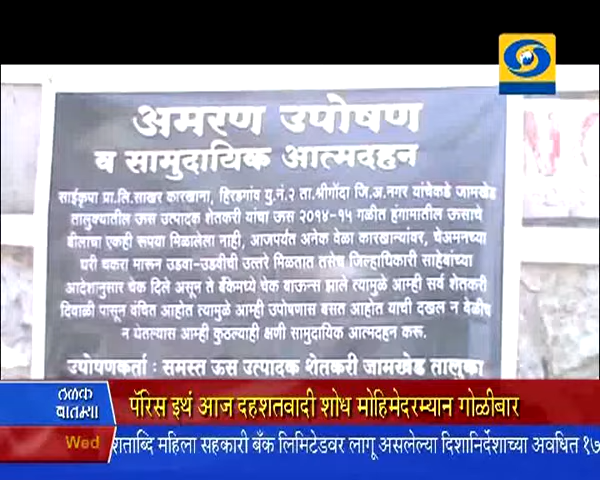 अमरण उपोषण
व सामुदायिक आत्मदहन
साईकृपा प्रा.लि.साखर कारखाना, हिरडगांव यु.नं.२ ता.श्रीगोंदा जि.अ.नगर यांचेकडे जामखेड
तालुक्यातील ऊस उत्पादक शेतकरी यांचा ऊस २०१४-१५ गळीत हंगामातील ऊसाचे
बीलाचा एकही रूपया मिळालेला नाही, आजपर्यंत अनेक वेळा कारखान्यांवर, चेअमनच्या
घरी चकरा मारून उडवा-उडवीची उत्तरे मिळतात तसेच जिल्हाधिकारी साहेबांच्या
आदेशानुसार चेक दिले असून ते बँकेमध्ये चेक बाऊन्स झाले त्यामुळे आम्ही सर्व शेतकरी
दिवाळी पासून वंचित आहोत त्यामुळे आम्ही उपोषणास बसत आहोत याची दखल न वेळीच
न घेतल्यास आम्ही कुठल्याही क्षणी सामुदायिक आत्मदहन करू.
उपोषणकर्ता : समस्त ऊस उत्पादक शेतकरी जामखेड तालुका
ठळक
बातम्या
पॅरिस इथं आज दहशतवादी शोध मोहिमेदरम्यान गोळीबार
Wed
शताब्दि महिला सहकारी बँक लिमिटेडवर लागू असलेल्या दिशानिर्देशाच्या अवधित १७